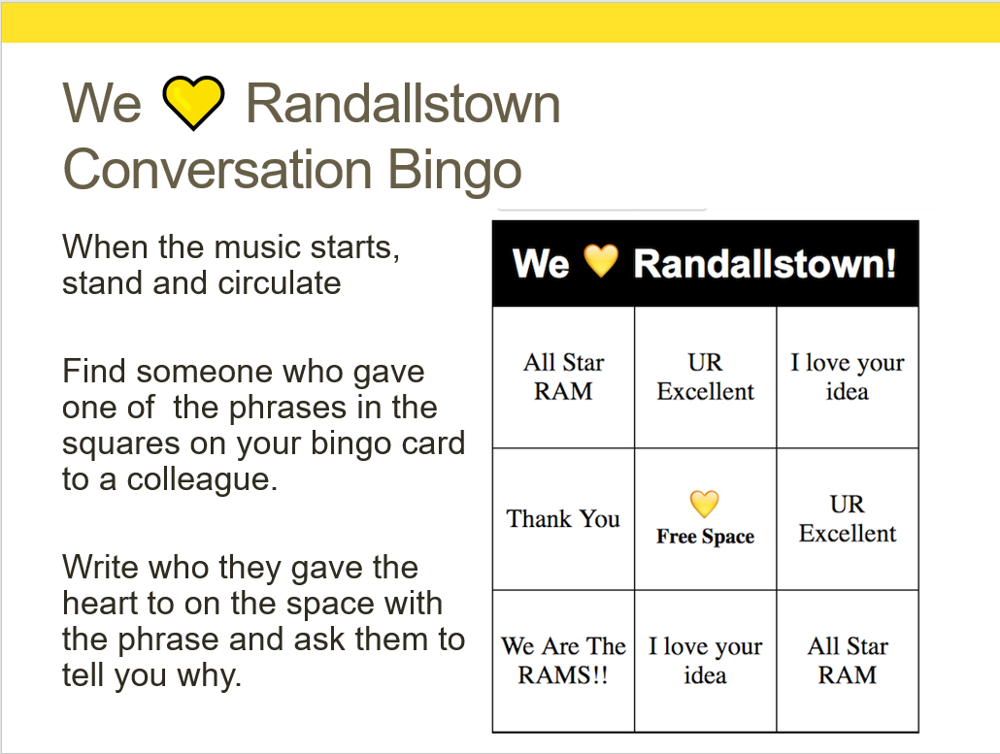 We 💛 Randallstown
Conversation Bingo
When the music starts,
stand and circulate
Find someone who gave
one of  the phrases in the
squares on your bingo card
to a colleague.
Write who they gave the
heart to on the space with
the phrase and ask them to
tell you why.
We 💛 Randallstown!
All Star
RAM
UR
Excellent
I love your
idea
Thank You
💛
Free Space
UR
Excellent
We Are The
RAMS!!
I love your
idea
All Star
RAM